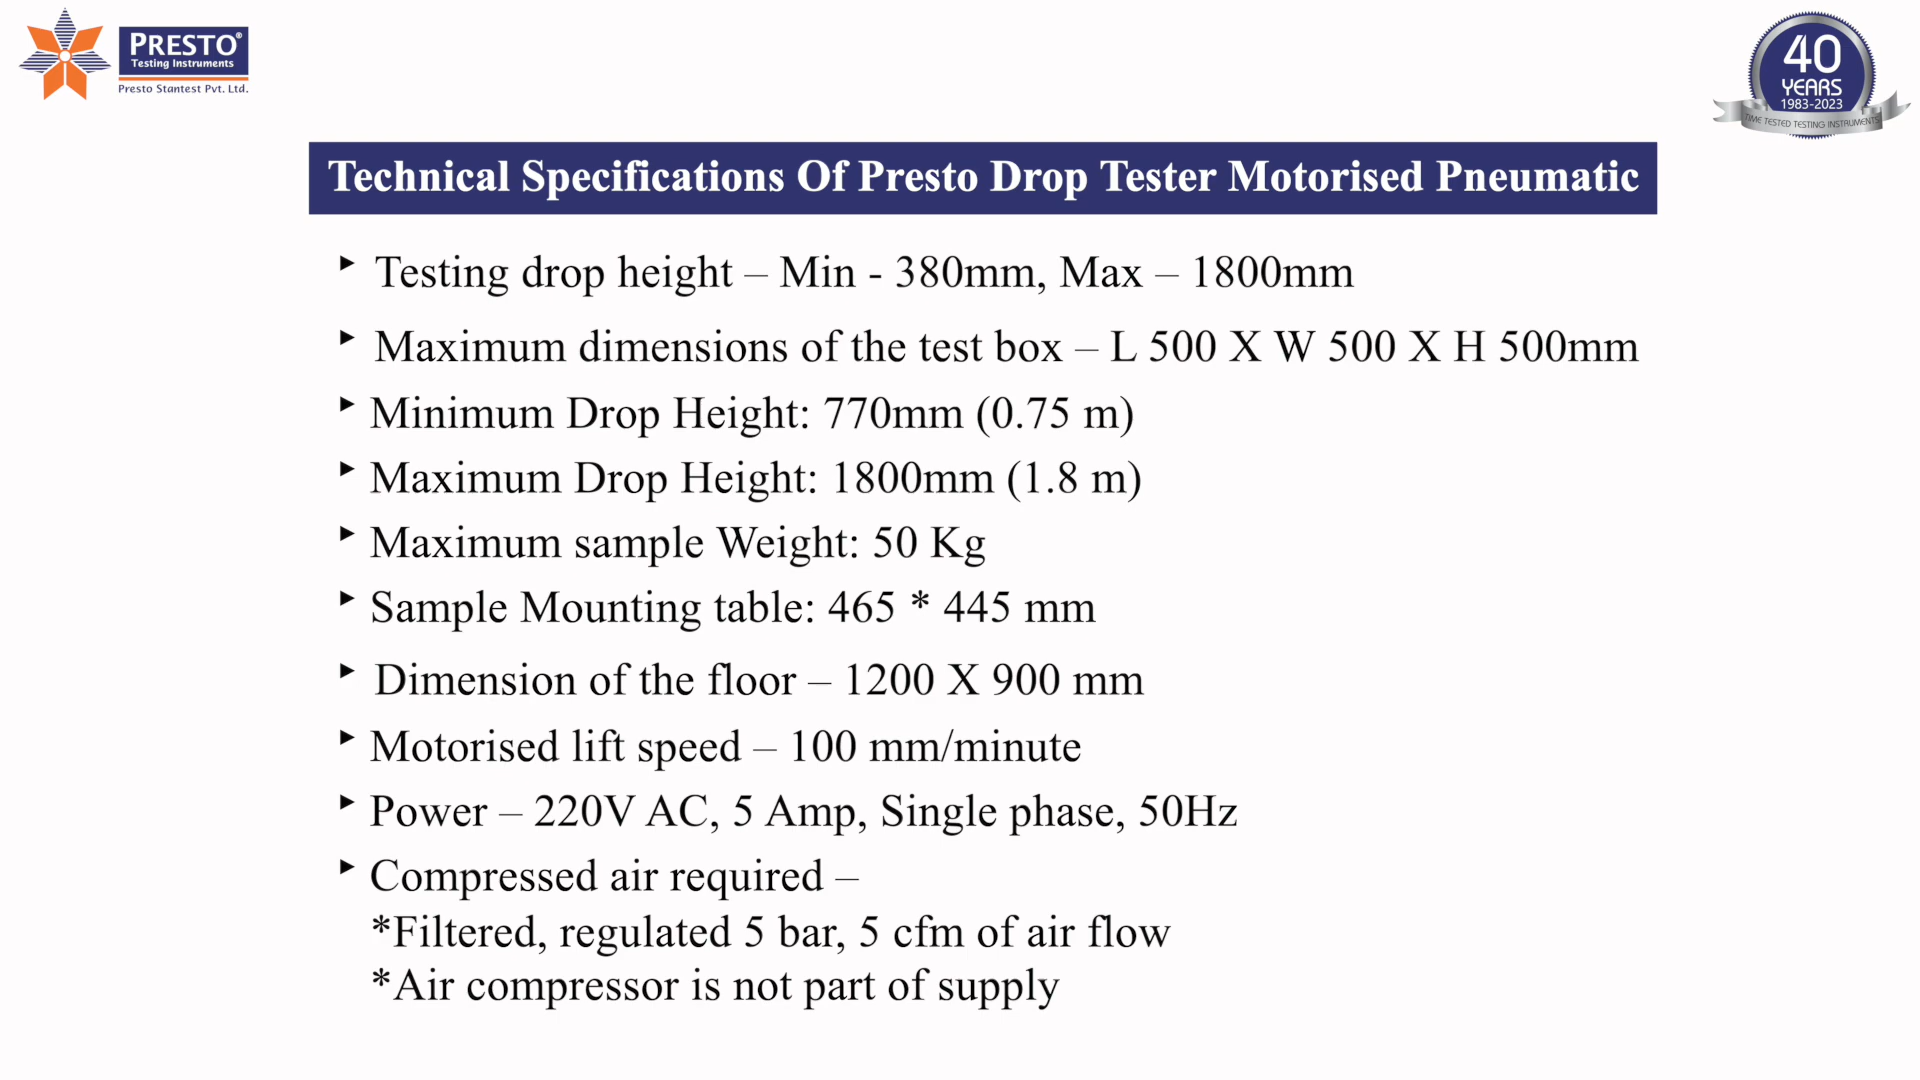 PRESTO®
Testing Instruments
Presto Stantest Pvt. Ltd.
40
YEARS
1983-2023
TIME TESTED TESTING INSTRUMENTS
Technical Specifications Of Presto Drop Tester Motorised Pneumatic
‣ Testing drop height – Min - 380mm, Max – 1800mm
‣ Maximum dimensions of the test box – L 500 X W 500 X H 500mm
‣ Minimum Drop Height: 770mm (0.75 m)
‣ Maximum Drop Height: 1800mm (1.8 m)
‣ Maximum sample Weight: 50 Kg
‣ Sample Mounting table: 465 * 445 mm
‣ Dimension of the floor – 1200 X 900 mm
‣ Motorised lift speed – 100 mm/minute
‣ Power – 220V AC, 5 Amp, Single phase, 50Hz
‣ Compressed air required –
*Filtered, regulated 5 bar, 5 cfm of air flow
*Air compressor is not part of supply